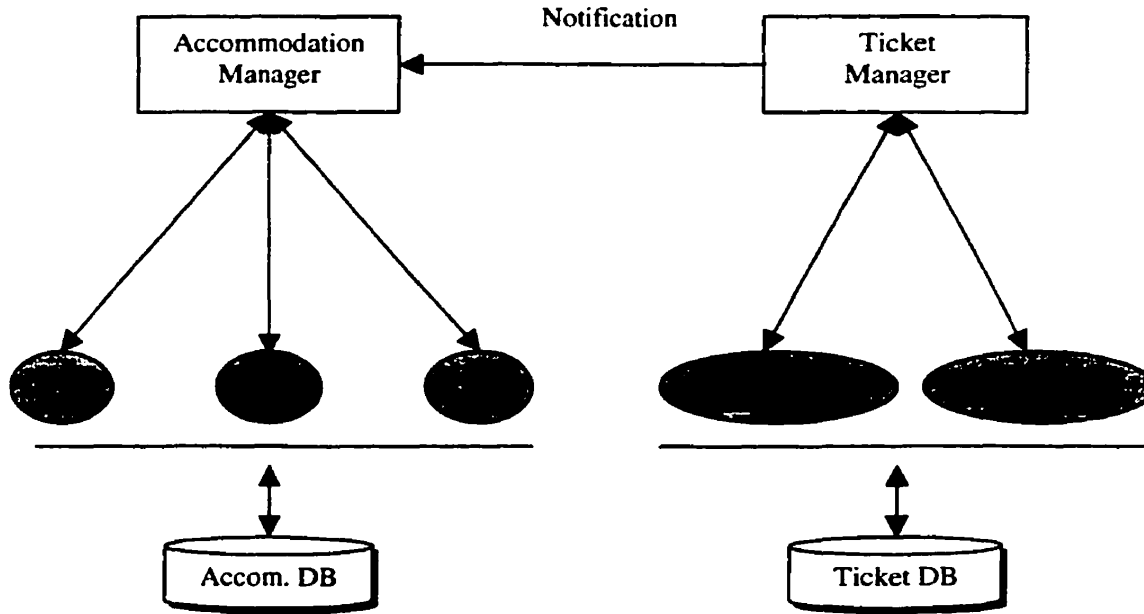 Notification
Accommodation
Manager
Ticket
Manager
Accom. DB
Ticket DB